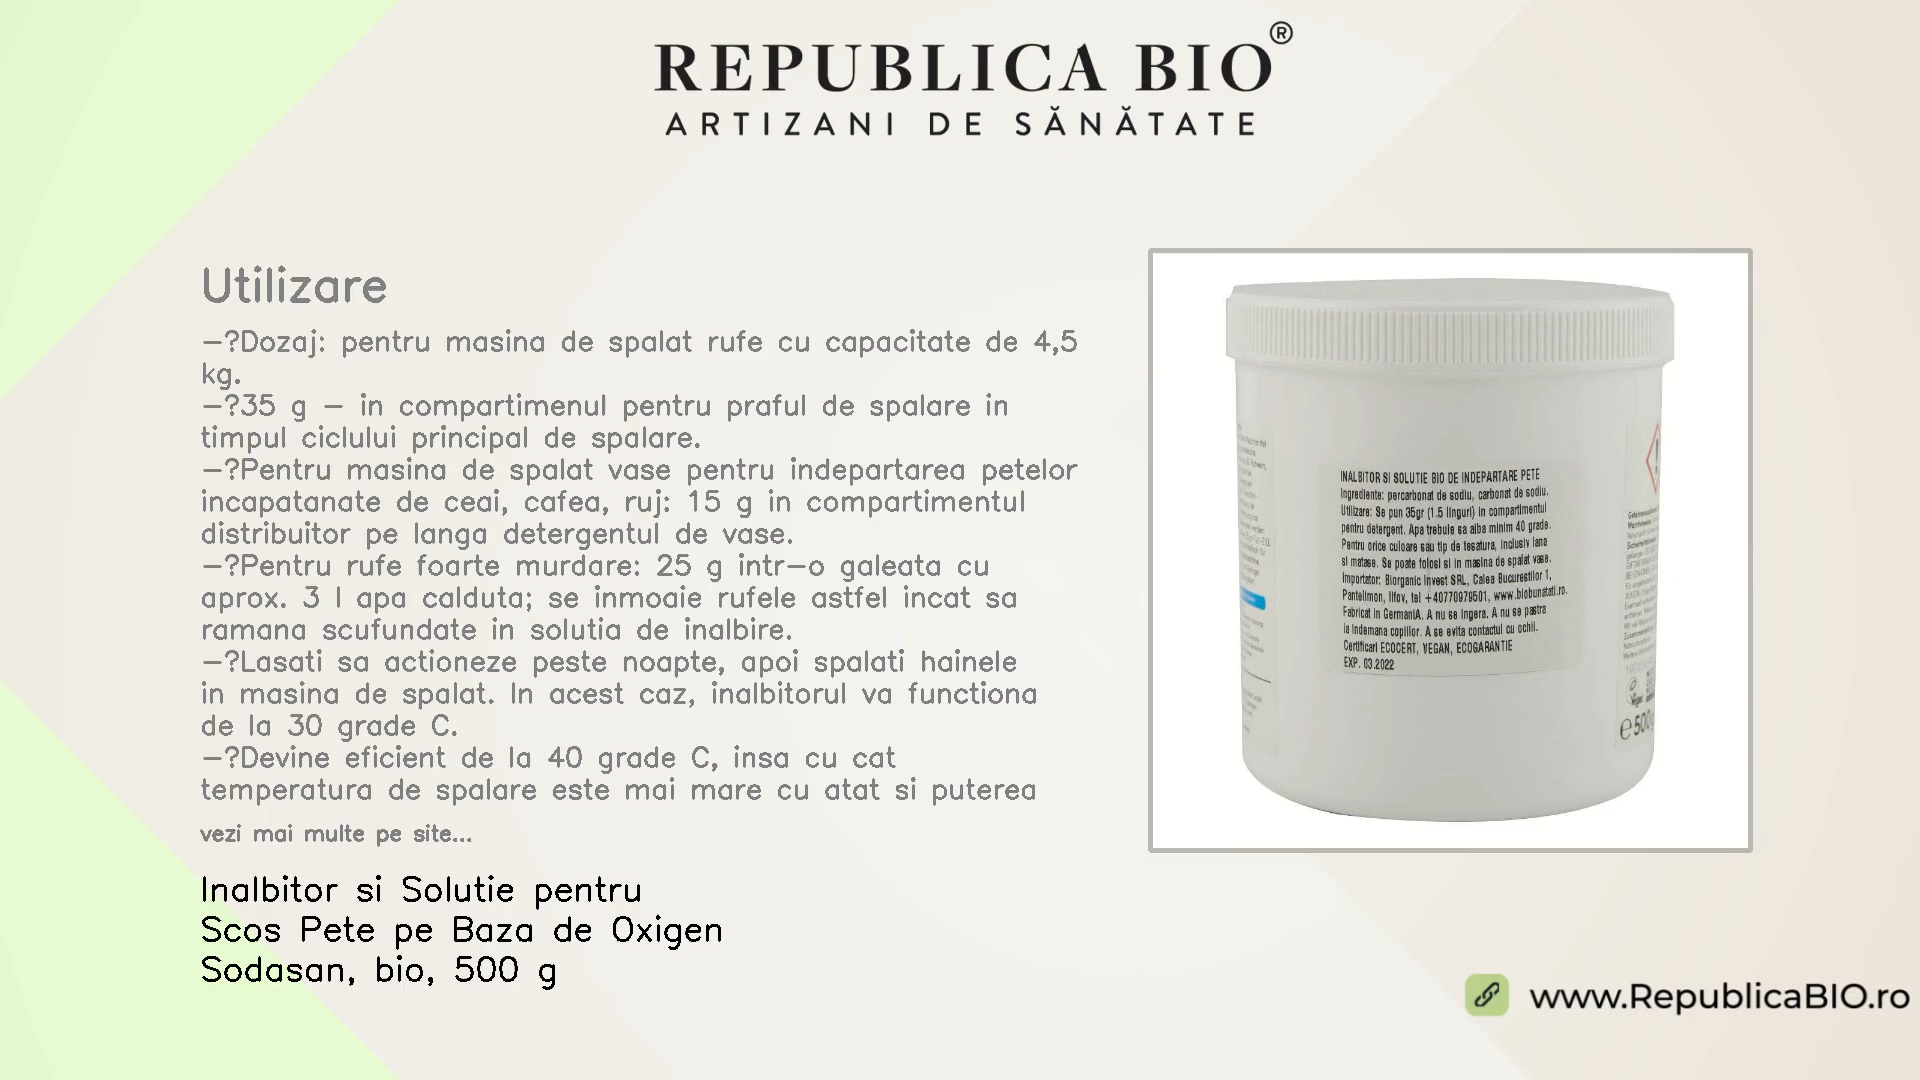 REPUBLICA BIO®
ARTIZANI DE SĂNĂTATE
Utilizare
-?Dozaj: pentru masina de spalat rufe cu capacitate de 4,5
kg.
-?35 g - in compartimenul pentru praful de spalare in
timpul ciclului principal de spalare.
-?Pentru masina de spalat vase pentru indepartarea petelor
incapatanate de ceai, cafea, ruj: 15 g in compartimentul
distribuitor pe langa detergentul de vase.
-?Pentru rufe foarte murdare: 25 g intr-o galeata cu
aprox. 3 l apa calduta; se inmoaie rufele astfel incat sa
ramana scufundate in solutia de inalbire.
-?Lasati sa actioneze peste noapte, apoi spalati hainele
in masina de spalat. In acest caz, inalbitorul va functiona
de la 30 grade C.
-?Devine eficient de la 40 grade C, insa cu cat
temperatura de spalare este mai mare cu atat si puterea
vezi mai multe pe site...
Inalbitor si Solutie pentru
Scos Pete pe Baza de Oxigen
Sodasan, bio, 500 g
INALBITOR SI SOLUTIE BIO DE INDEPARTARE PETE
Ingrediente: percarbonat de sodiu, carbonat de sodiu.
Utilizare: Se pun 35gr (1.5 linguri) in compartimentul
pentru detergent. Apa trebuie sa aiba minim 40 grade.
Pentru orice culoare sau tip de tesatura, inclusiv lana
si matase. Se poate folosi si in masina de spalat vase.
Importator: Biorganic Invest SRL, Calea Bucurestilor 1,
Pantelimon, Ilfov, tel +40770979501, www.biobunatati.ro.
Fabricat in GermaniA. A nu se ingera. A nu se pastra
la indemana copiilor. A se evita contactul cu ochii.
Certificari ECOCERT, VEGAN, ECOGARANTIE
EXP. 03.2022
℮500
www.RepublicaBIO.ro